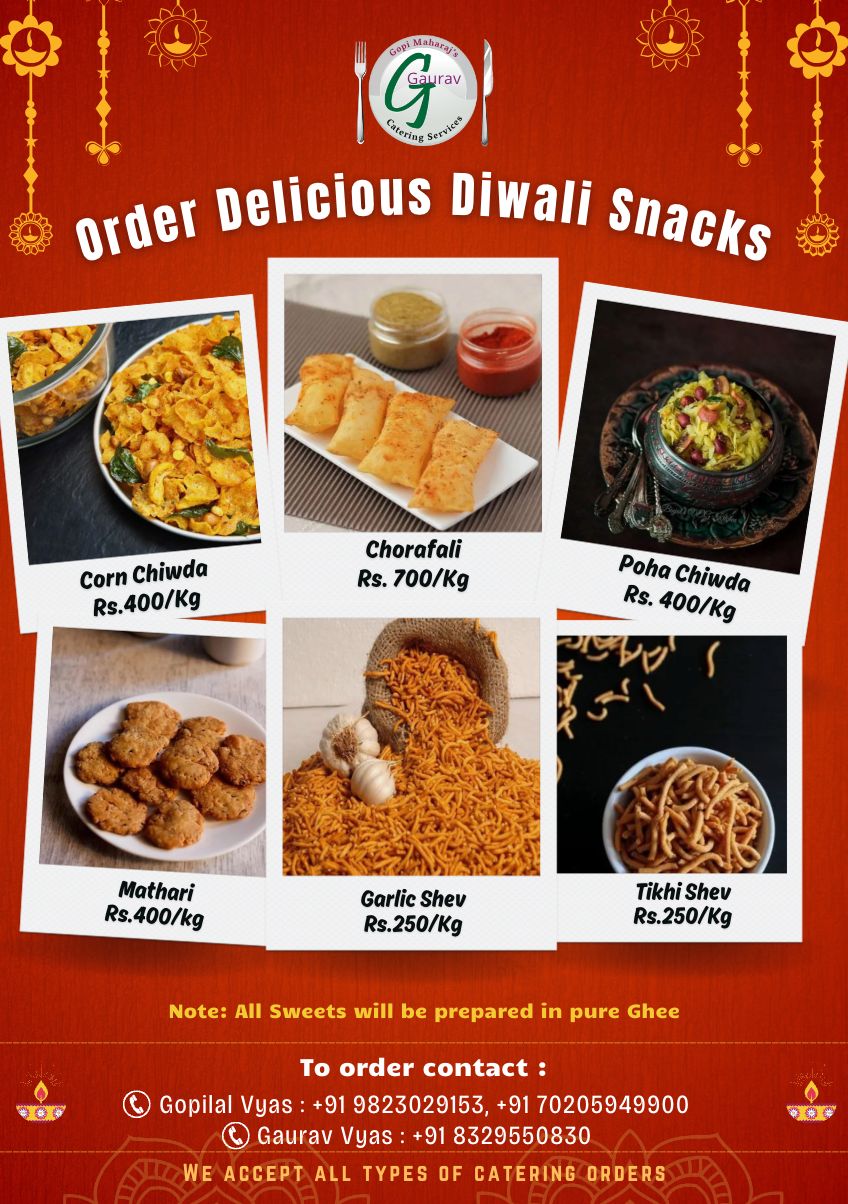 Gopi Maharaj's
G
Gaurav
Catering Services
Order Delicious Diwali Snacks
Corn Chiwda
Rs.400/Kg
Chorafali
Rs. 700/Kg
Poha Chiwda
Rs. 400/Kg
Mathari
Rs.400/kg
Garlic Shev
Rs.250/Kg
Tikhi Shev
Rs.250/Kg
Note: All Sweets will be prepared in pure Ghee
To order contact :
Gopilal Vyas : +91 9823029153, +91 70205949900
Gaurav Vyas : +91 8329550830
WE ACCEPT ALL TYPES OF CATERING ORDERS